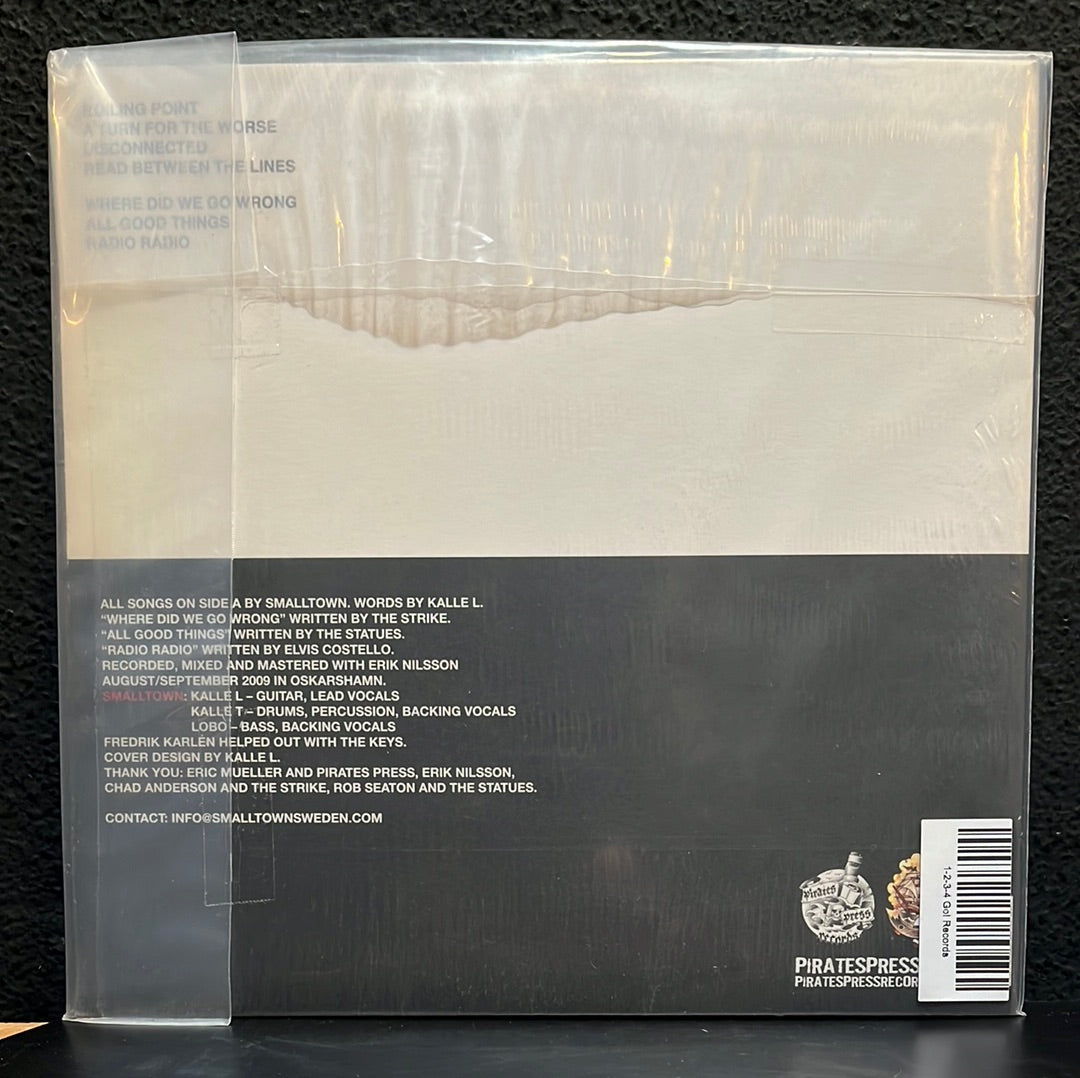 BOILING POINT
A TURN FOR THE WORSE
DISCONNECTED
READ BETWEEN THE LINES
WHERE DID WE GO WRONG
ALL GOOD THINGS
RADIO RADIO
ALL SONGS ON SIDE A BY SMALLTOWN. WORDS BY KALLE L.
“WHERE DID WE GO WRONG” WRITTEN BY THE STRIKE.
“ALL GOOD THINGS” WRITTEN BY THE STATUES.
“RADIO RADIO” WRITTEN BY ELVIS COSTELLO.
RECORDED, MIXED AND MASTERED WITH ERIK NILSSON
AUGUST/SEPTEMBER 2009 IN OSKARSHAMN.
SMALLTOWN: KALLE L – GUITAR, LEAD VOCALS
KALLE T – DRUMS, PERCUSSION, BACKING VOCALS
LOBO – BASS, BACKING VOCALS
FREDRIK KARLÉN HELPED OUT WITH THE KEYS.
COVER DESIGN BY KALLE L.
THANK YOU: ERIC MUELLER AND PIRATES PRESS, ERIK NILSSON,
CHAD ANDERSON AND THE STRIKE, ROB SEATON AND THE STATUES.
CONTACT: INFO@SMALLTOWNSWEDEN.COM
Pirates
press
records
PIRATESPRESS
PIRATESPRESSRECOR
1-2-3-4 Go! Records